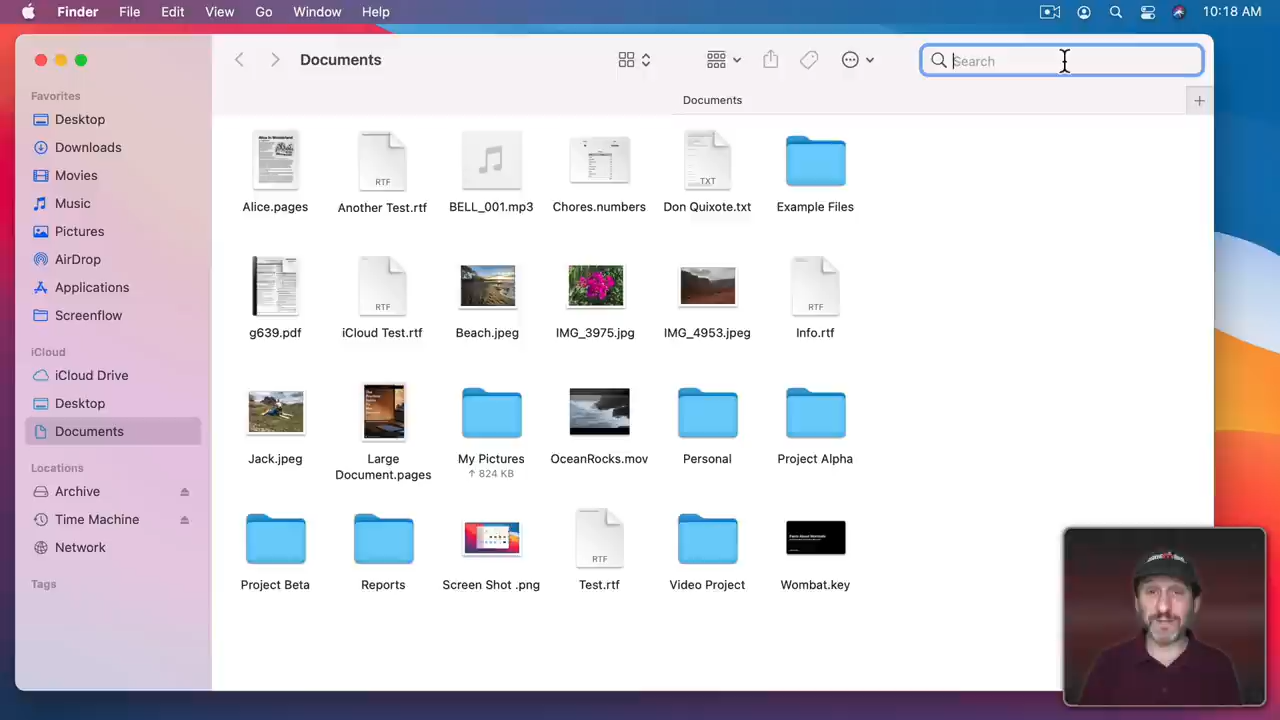 Finder File Edit View Go Window Help 10:18 AM
Documents
Search
Documents
Favorites
Desktop
Downloads
Movies
Music
Pictures
AirDrop
Applications
Screenflow
iCloud
iCloud Drive
Desktop
Documents
Locations
Archive
Time Machine
Network
Tags
RTF TXT
Alice.pages Another Test.rtf BELL_001.mp3 Chores.numbers Don Quixote.txt Example Files
RTF RTF
g639.pdf iCloud Test.rtf Beach.jpeg IMG_3975.jpg IMG_4953.jpeg Info.rtf
Jack.jpeg Large Document.pages My Pictures OceanRocks.mov Personal Project Alpha
↑ 824 KB
RTF
Project Beta Reports Screen Shot .png Test.rtf Video Project Wombat.key